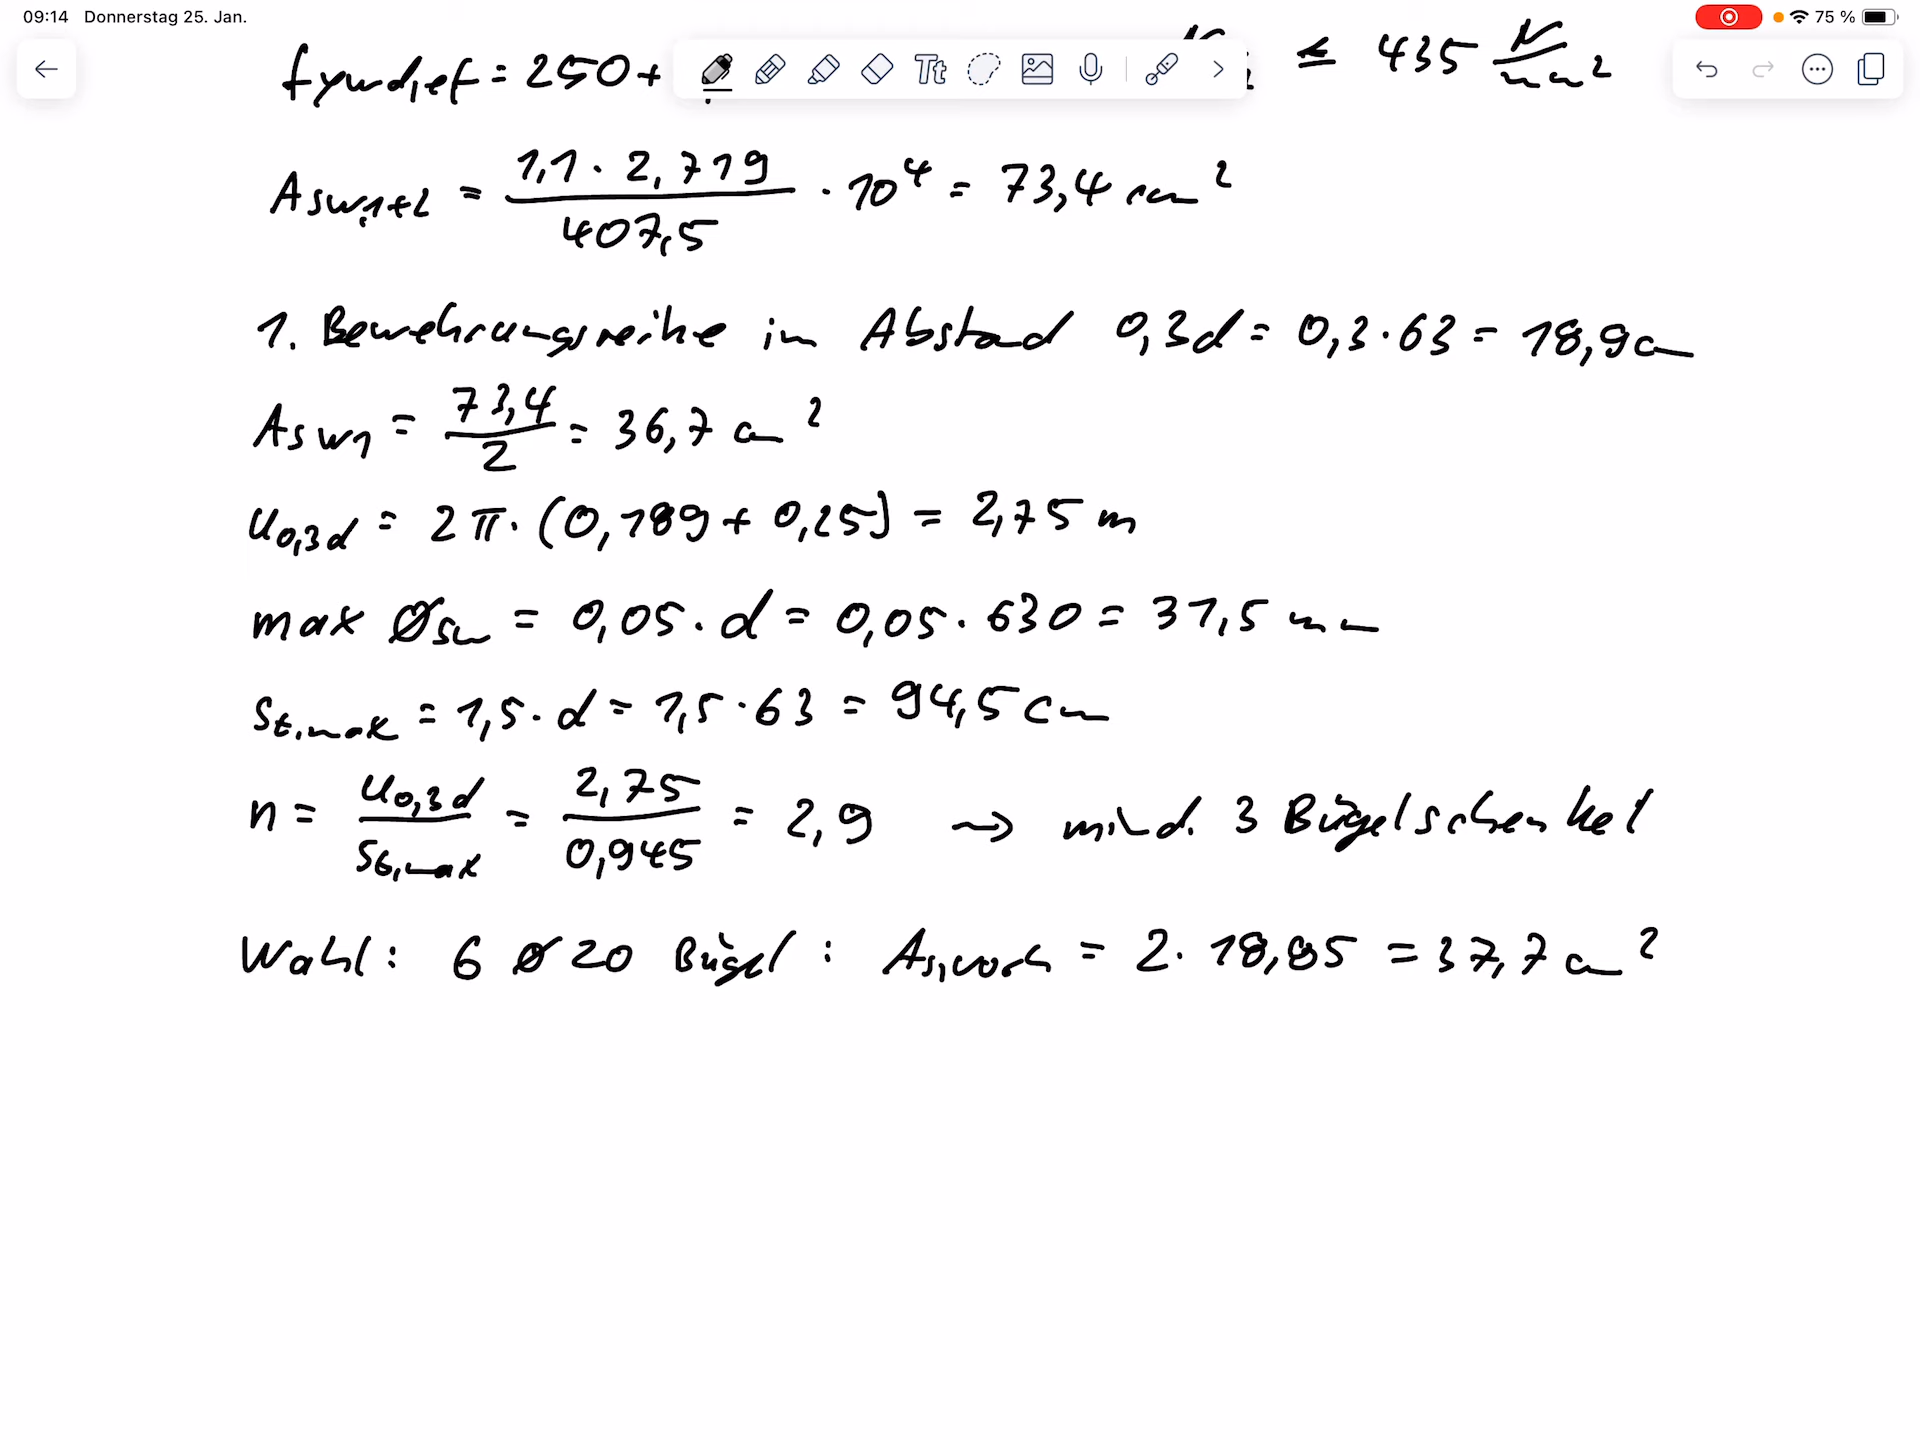 09:14 Donnerstag 25. Jan. 75 %
fywd,ef = 250 + ≤ 435 N/mm²
Tt
Asw,1+2 = 1,1 · 2,719 / 407,5 · 10⁴ = 73,4 cm²
1. Bewehrungsreihe im Abstand 0,3d = 0,3 · 63 = 18,9 cm
Asw1 = 73,4 / 2 = 36,7 cm²
u0,3d = 2π · (0,189 + 0,25) = 2,75 m
max Øsw = 0,05 · d = 0,05 · 630 = 31,5 mm
st,max = 1,5 · d = 1,5 · 63 = 94,5 cm
n = u0,3d / st,max = 2,75 / 0,945 = 2,9 → mind. 3 Bügelschenkel
Wahl: 6 Ø 20 Bügel : As,vorh = 2 · 18,85 = 37,7 cm²